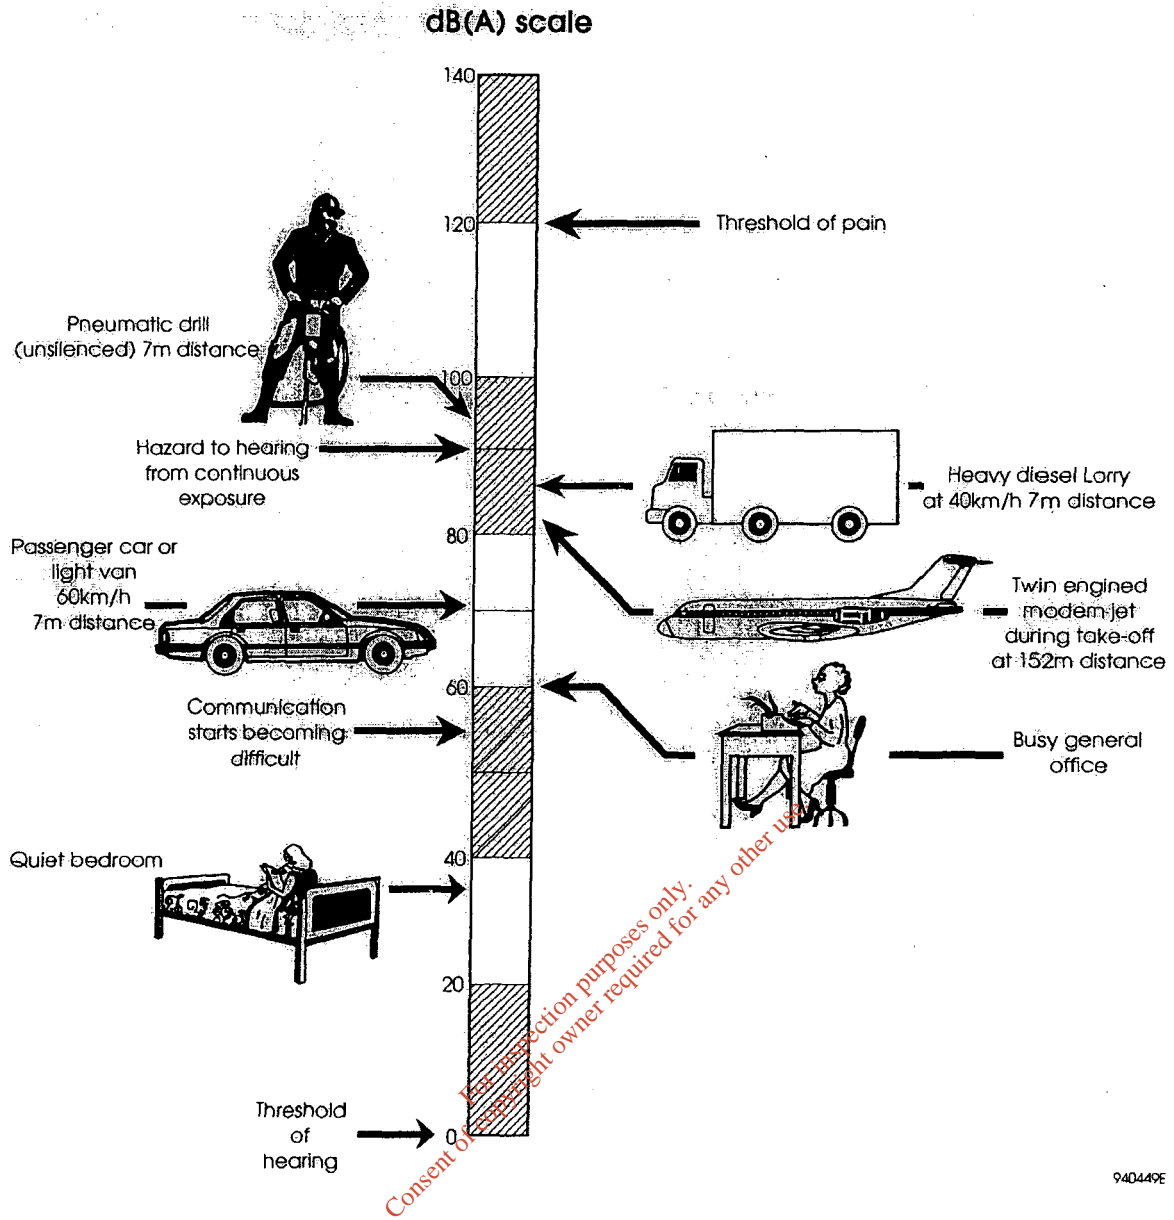 dB(A) scale
140
120
Threshold of pain
Pneumatic drill
(unsilenced) 7m distance
100
Hazard to hearing
from continuous
exposure
Heavy diesel Lorry
at 40km/h 7m distance
80
Passenger car or
light van
60km/h
7m distance
Twin engined
modern jet
during take-off
at 152m distance
60
Communication
starts becoming
difficult
Busy general
office
40
Quiet bedroom
20
Threshold
of
hearing
0
For inspection purposes only.
Consent of copyright owner required for any other use.
940449E